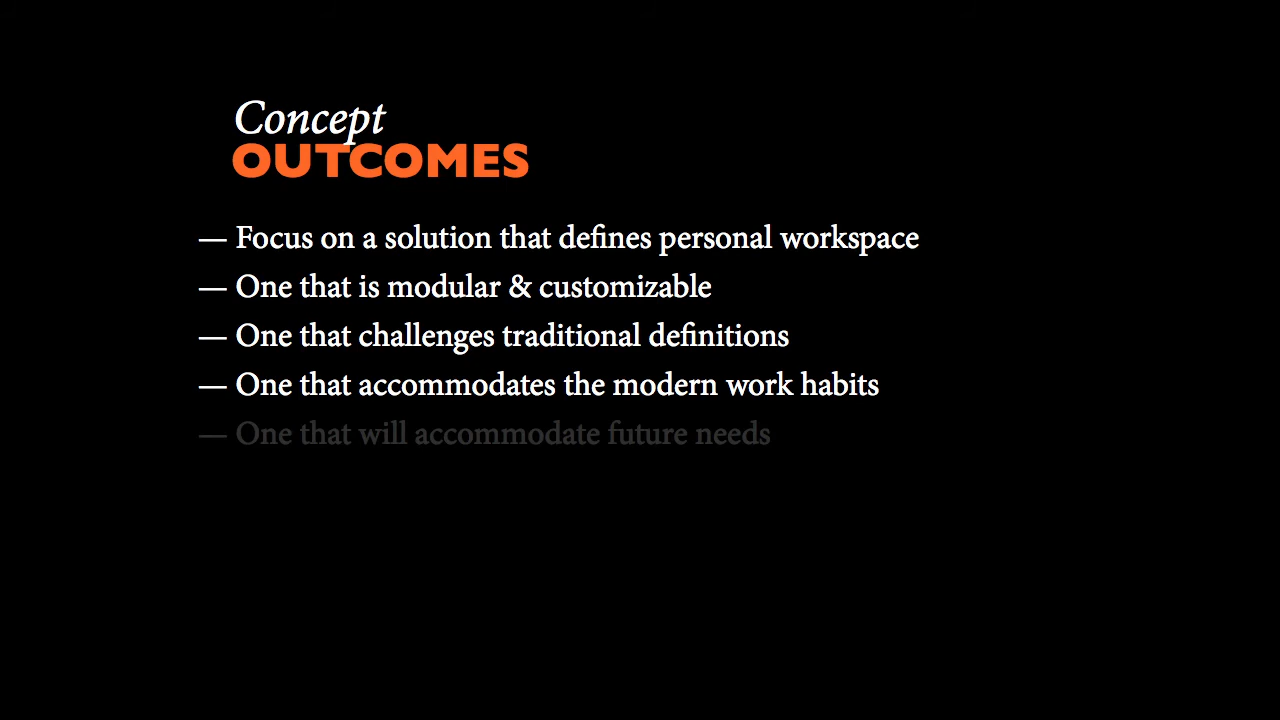 Concept
OUTCOMES
— Focus on a solution that defines personal workspace
— One that is modular & customizable
— One that challenges traditional definitions
— One that accommodates the modern work habits
— One that will accommodate future needs